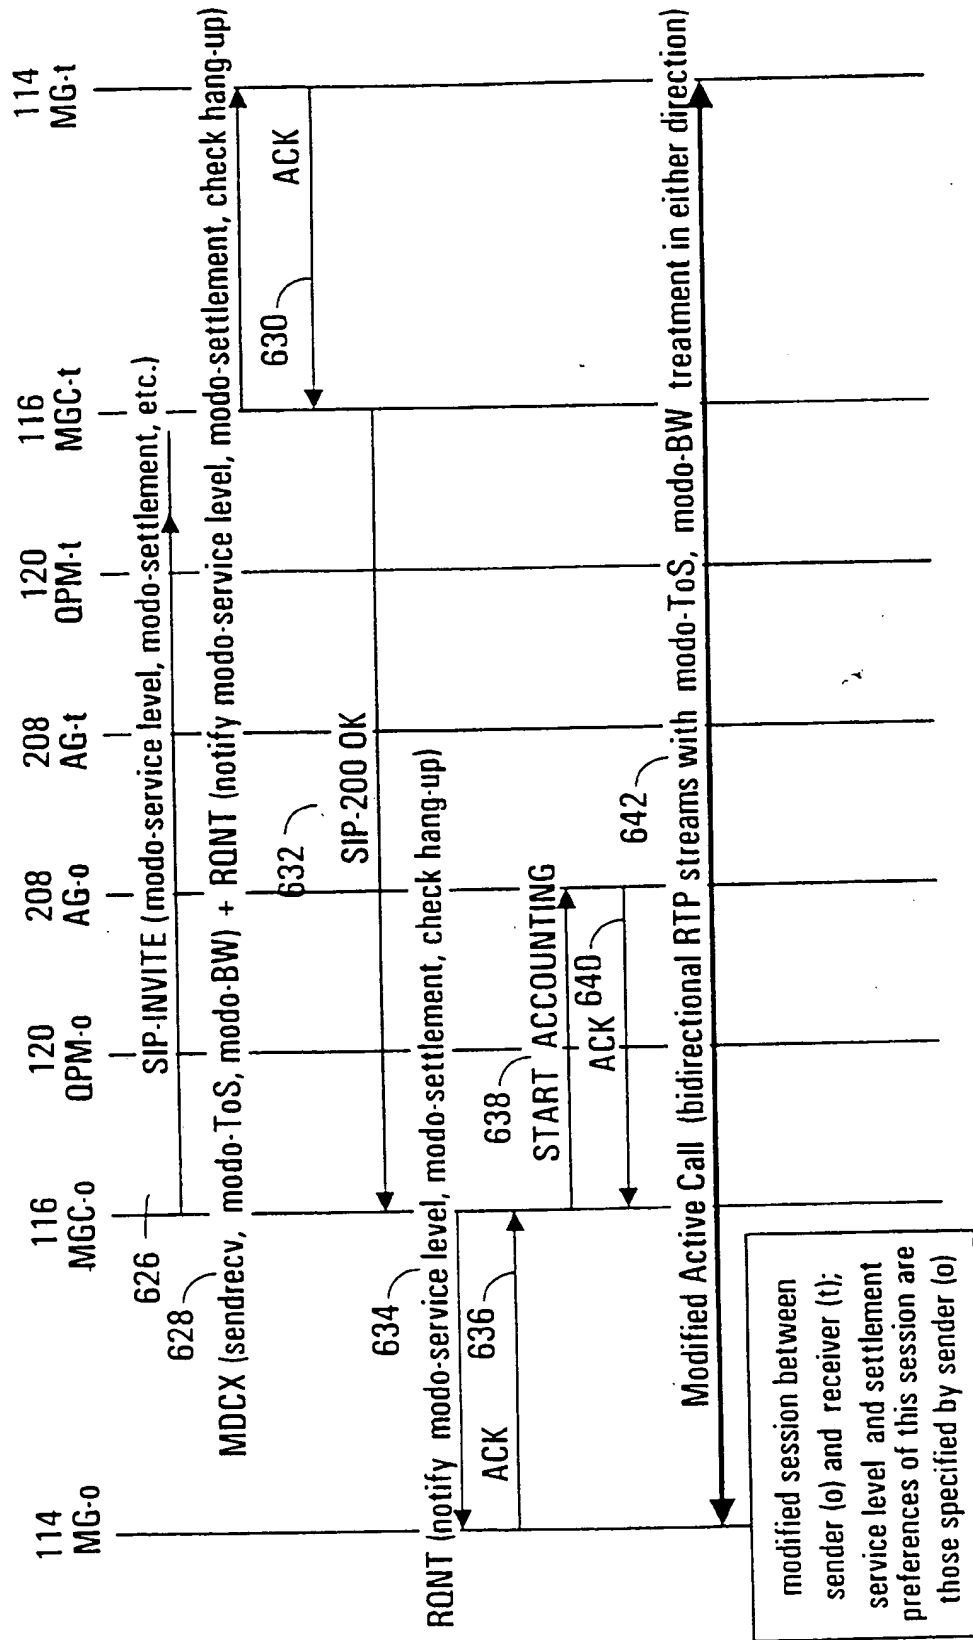 114
MG-o
116
MGC-o
120
QPM-o
208
AG-o
208
AG-t
120
QPM-t
116
MGC-t
114
MG-t
626
SIP-INVITE (modo-service level, modo-settlement, etc.)
628
MDCX (sendrecv, modo-ToS, modo-BW) + RQNT (notify modo-service level, modo-settlement, check hang-up)
630
ACK
632
SIP-200 OK
634
RQNT (notify modo-service level, modo-settlement, check hang-up)
636
ACK
638
START ACCOUNTING
ACK 640
642
Modified Active Call (bidirectional RTP streams with modo-ToS, modo-BW treatment in either direction)
modified session between
sender (o) and receiver (t);
service level and settlement
preferences of this session are
those specified by sender (o)